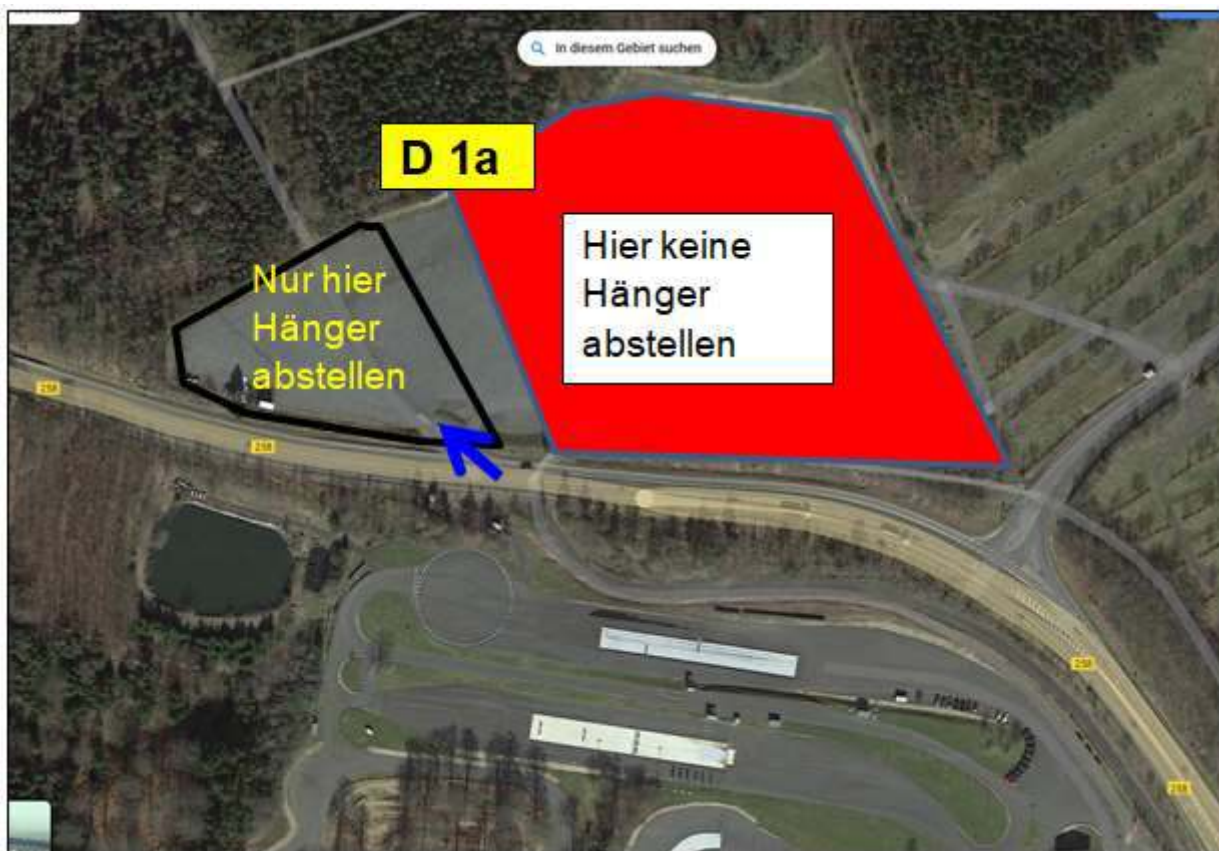 In diesem Gebiet suchen
D 1a
Hier keine
Hänger
abstellen
Nur hier
Hänger
abstellen
258
258
258
258